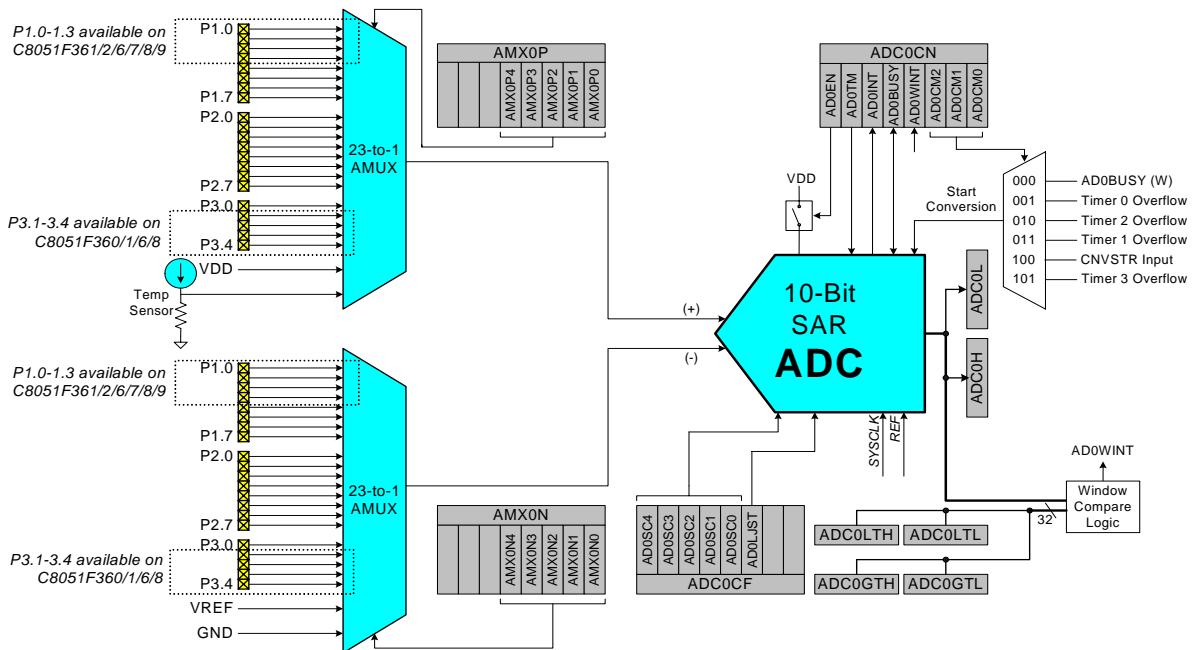 P1.0-1.3 available on
C8051F361/2/6/7/8/9
P1.0
P1.7
P2.0
P2.7
P3.0
P3.1-3.4 available on
C8051F360/1/6/8
P3.4
VDD
Temp
Sensor
23-to-1
AMUX
AMX0P
AMX0P4
AMX0P3
AMX0P2
AMX0P1
AMX0P0
ADC0CN
AD0EN
AD0TM
AD0INT
AD0BUSY
AD0WINT
AD0CM2
AD0CM1
AD0CM0
VDD
Start
Conversion
000
AD0BUSY (W)
001
Timer 0 Overflow
010
Timer 2 Overflow
011
Timer 1 Overflow
100
CNVSTR Input
101
Timer 3 Overflow
(+)
(-)
10-Bit
SAR
ADC
ADC0L
ADC0H
SYSCLK
REF
P1.0-1.3 available on
C8051F361/2/6/7/8/9
P1.0
P1.7
P2.0
P2.7
P3.0
P3.1-3.4 available on
C8051F360/1/6/8
P3.4
VREF
GND
23-to-1
AMUX
AMX0N
AMX0N4
AMX0N3
AMX0N2
AMX0N1
AMX0N0
AD0SC4
AD0SC3
AD0SC2
AD0SC1
AD0SC0
AD0LJST
ADC0CF
AD0WINT
Window
Compare
Logic
32
ADC0LTH
ADC0LTL
ADC0GTH
ADC0GTL